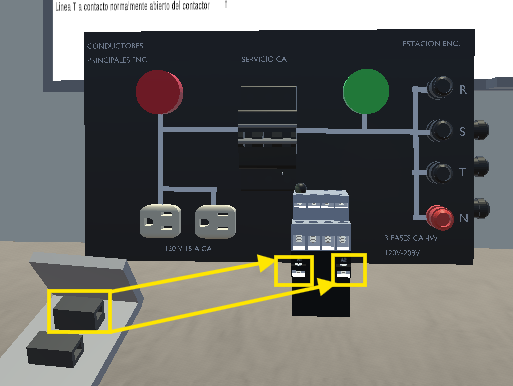 Linea T a contacto normalmente abierto del contactor
CONDUCTORES
PRINCIPALES ENC.
SERVICIO CA
ESTACION ENC.
R
S
T
N
120 V 15 A CA
3 FASES CA HW
120V-208V